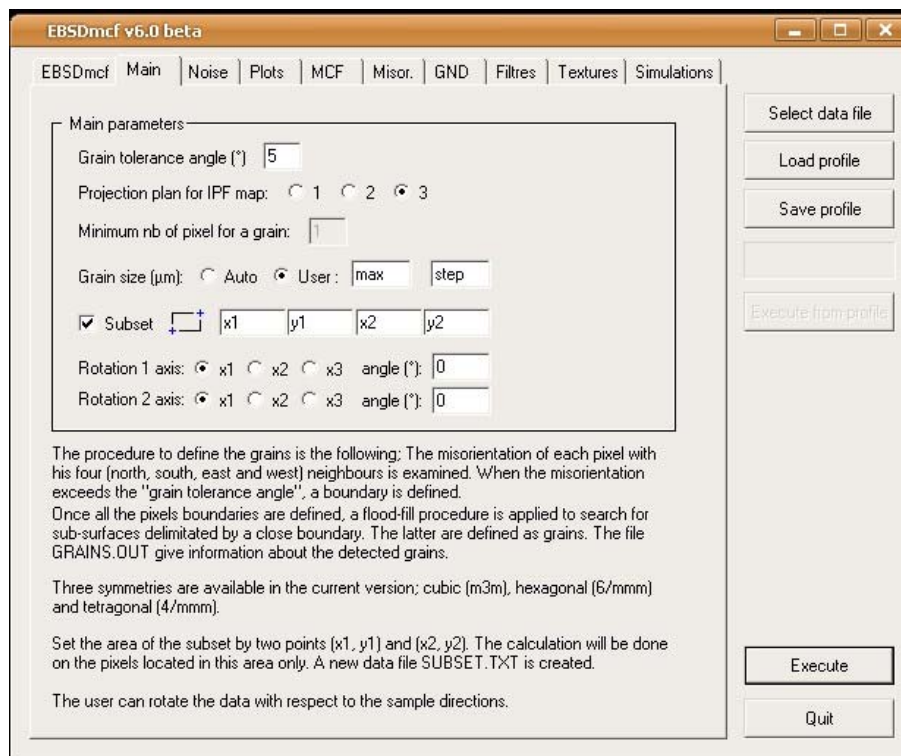 EBSDmcf v6.0 beta
EBSDmcf Main Noise Plots MCF Misor. GND Filtres Textures Simulations
Main parameters
Grain tolerance angle (°) 5
Projection plan for IPF map: 1 2 3
Minimum nb of pixel for a grain: 1
Grain size (µm): Auto User : max step
Subset x1 y1 x2 y2
Rotation 1 axis: x1 x2 x3 angle (°): 0
Rotation 2 axis: x1 x2 x3 angle (°): 0
The procedure to define the grains is the following; The misorientation of each pixel with
his four (north, south, east and west) neighbours is examined. When the misorientation
exceeds the "grain tolerance angle", a boundary is defined.
Once all the pixels boundaries are defined, a flood-fill procedure is applied to search for
sub-surfaces delimitated by a close boundary. The latter are defined as grains. The file
GRAINS.OUT give information about the detected grains.
Three symmetries are available in the current version; cubic (m3m), hexagonal (6/mmm)
and tetragonal (4/mmm).
Set the area of the subset by two points (x1, y1) and (x2, y2). The calculation will be done
on the pixels located in this area only. A new data file SUBSET.TXT is created.
The user can rotate the data with respect to the sample directions.
Select data file
Load profile
Save profile
Execute from profile
Execute
Quit